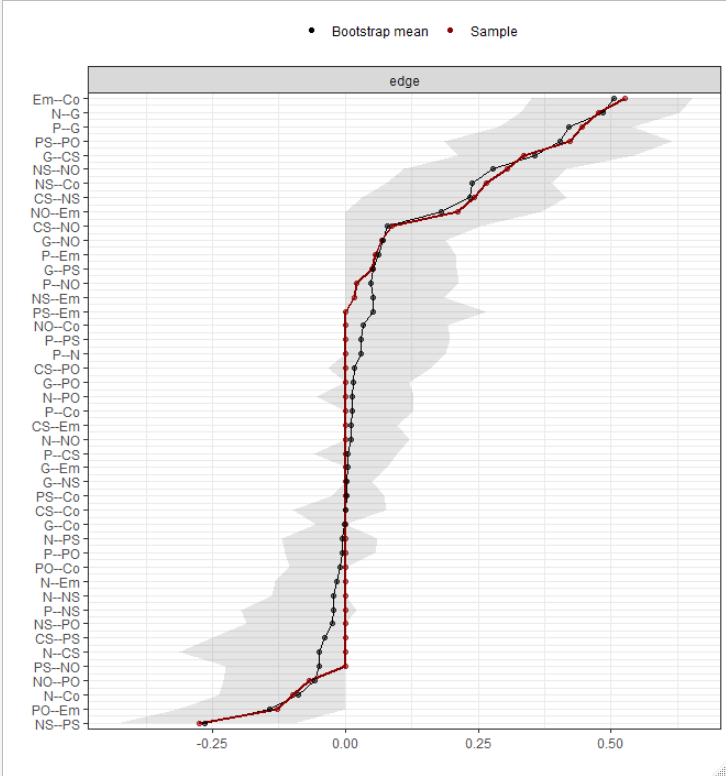 Bootstrap mean Sample
edge
Em--Co
N--G
P--G
PS--PO
G--CS
NS--NO
NS--Co
CS--NS
NO--Em
CS--NO
G--NO
P--Em
G--PS
P--NO
NS--Em
PS--Em
NO--Co
P--PS
P--N
CS--PO
G--PO
N--PO
P--Co
CS--Em
N--NO
P--CS
G--Em
G--NS
PS--Co
CS--Co
G--Co
N--PS
P--PO
PO--Co
N--Em
N--NS
P--NS
NS--PO
CS--PS
N--CS
PS--NO
NO--PO
N--Co
PO--Em
NS--PS
-0.25 0.00 0.25 0.50